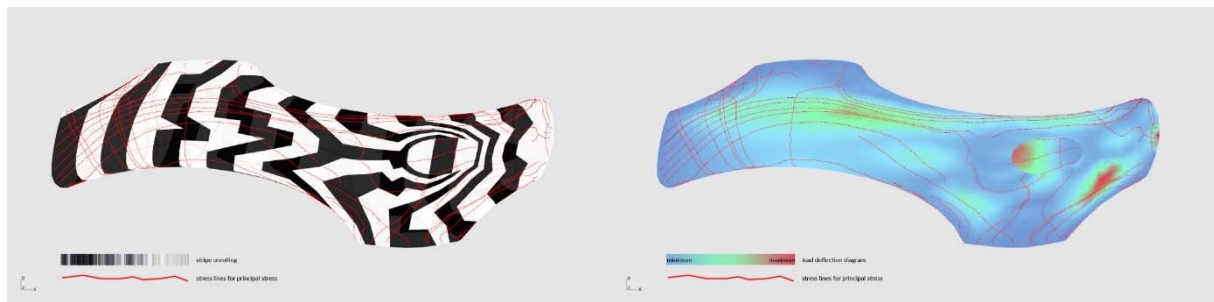 stripe unrolling
stress lines for principal stress
minimum
maximum
load deflection diagram
stress lines for principal stress